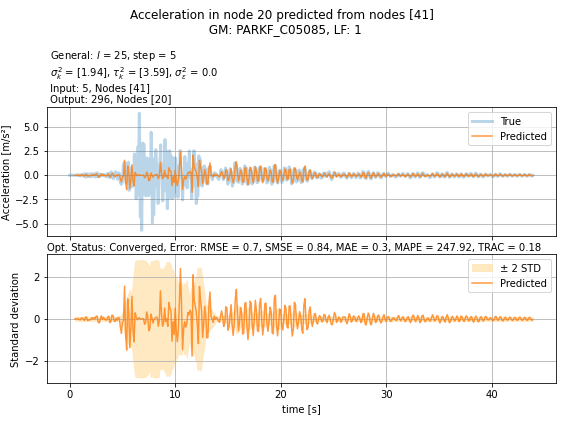 Acceleration in node 20 predicted from nodes [41]
GM: PARKF_C05085, LF: 1
General: l = 25, step = 5
σ²ₖ = [1.94], τ²ₖ = [3.59], σ²ε = 0.0
Input: 5, Nodes [41]
Output: 296, Nodes [20]
Acceleration [m/s²]
5.0
2.5
0.0
−2.5
−5.0
True
Predicted
Opt. Status: Converged, Error: RMSE = 0.7, SMSE = 0.84, MAE = 0.3, MAPE = 247.92, TRAC = 0.18
Standard deviation
2
0
−2
± 2 STD
Predicted
0 10 20 30 40
time [s]